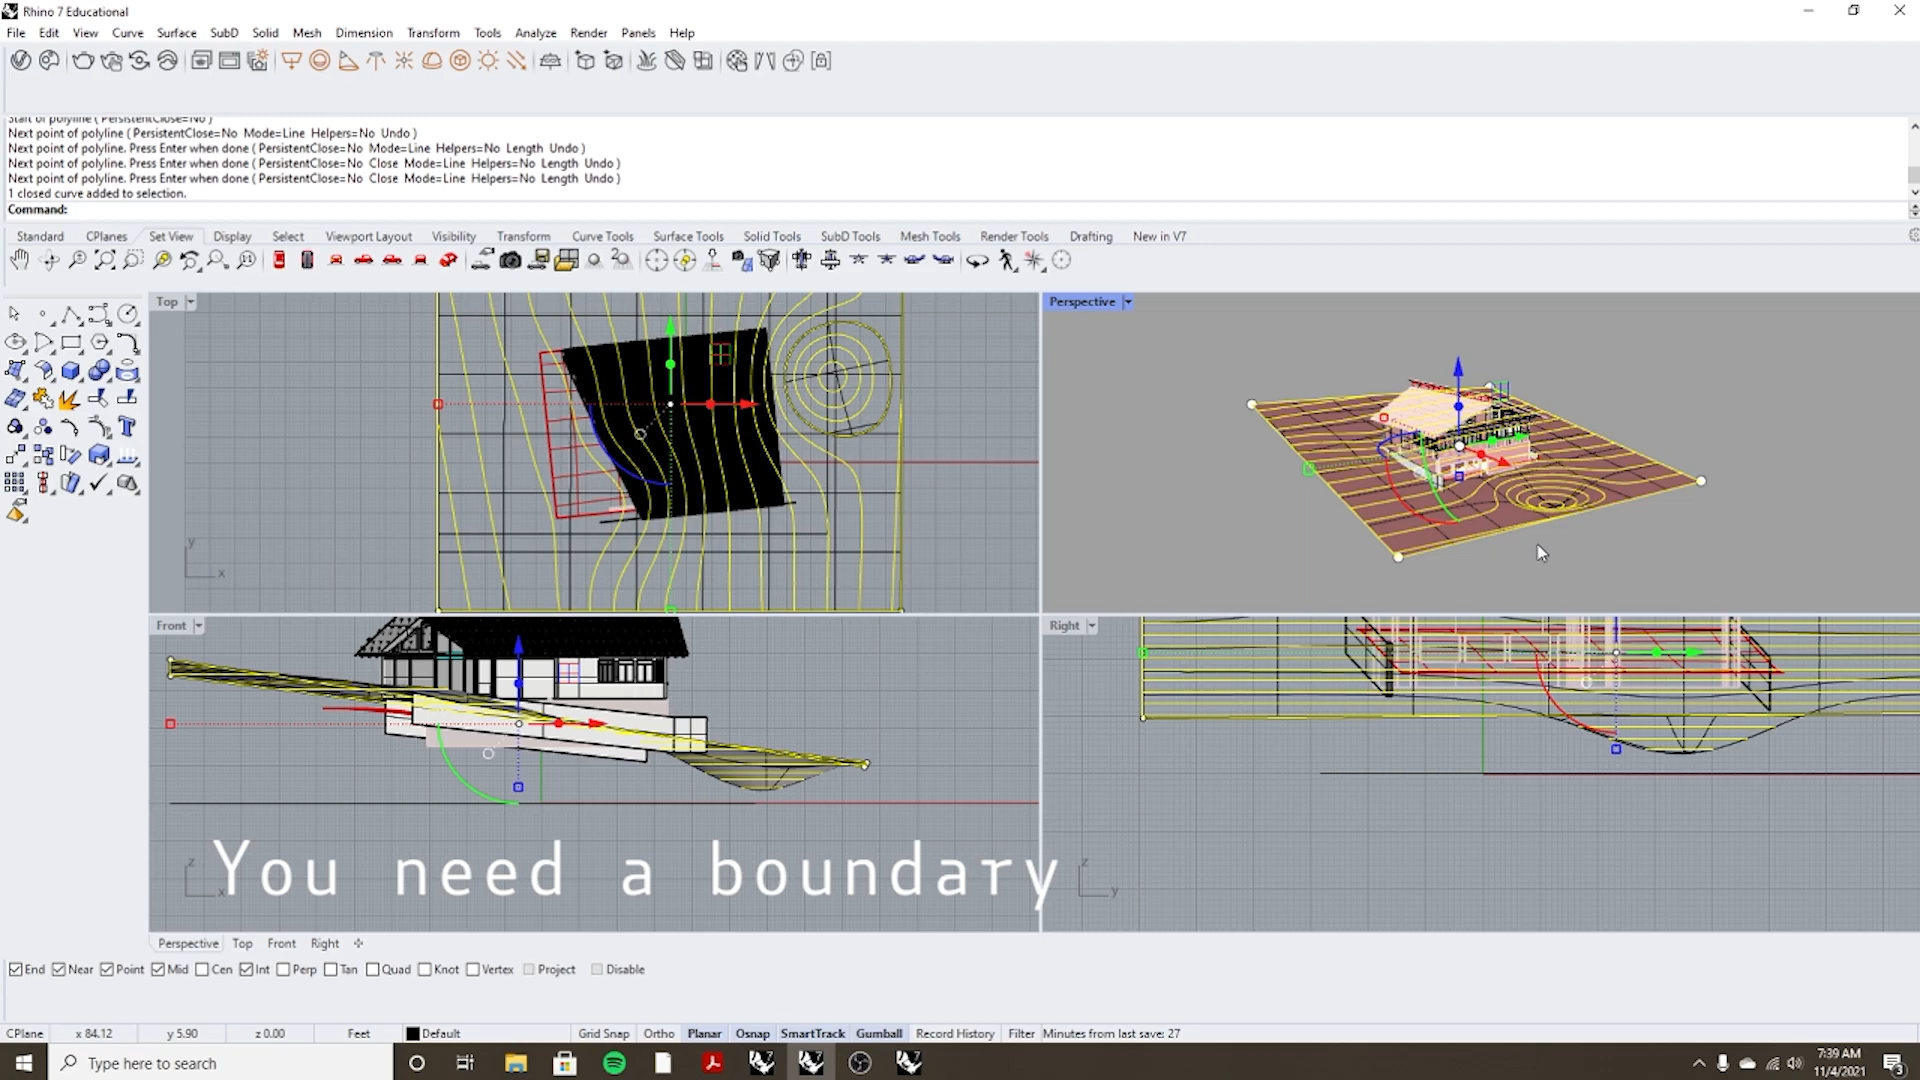 Rhino 7 Educational
File Edit View Curve Surface SubD Solid Mesh Dimension Transform Tools Analyze Render Panels Help
Start of polyline ( PersistentClose=No )
Next point of polyline ( PersistentClose=No Mode=Line Helpers=No Undo )
Next point of polyline. Press Enter when done ( PersistentClose=No Mode=Line Helpers=No Length Undo )
Next point of polyline. Press Enter when done ( PersistentClose=No Close Mode=Line Helpers=No Length Undo )
Next point of polyline. Press Enter when done ( PersistentClose=No Close Mode=Line Helpers=No Length Undo )
1 closed curve added to selection.
Command:
Standard CPlanes Set View Display Select Viewport Layout Visibility Transform Curve Tools Surface Tools Solid Tools SubD Tools Mesh Tools Render Tools Drafting New in V7
Top
Perspective
y
x
Front
Right
z
x
z
y
You need a boundary
Perspective Top Front Right
End Near Point Mid Cen Int Perp Tan Quad Knot Vertex Project Disable
CPlane x 84.12 y 5.90 z 0.00 Feet Default Grid Snap Ortho Planar Osnap SmartTrack Gumball Record History Filter Minutes from last save: 27
Type here to search
7:39 AM
11/4/2021
3